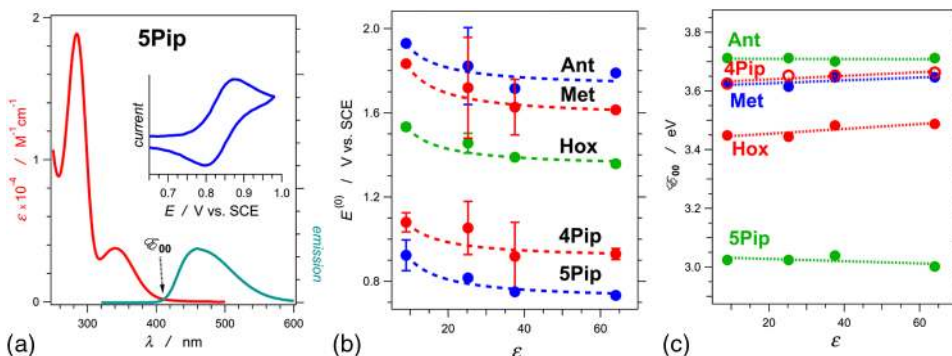 5Pip
ε x 10⁻⁴ / M⁻¹cm⁻¹
2
1
0
current
0.7 0.8 0.9 1.0
E / V vs. SCE
ℰ₀₀
emission
300 400 500 600
λ / nm
(a)
E⁽⁰⁾ / V vs. SCE
2.0
1.6
1.2
0.8
Ant
Met
Hox
4Pip
5Pip
0 20 40 60
ε
(b)
ℰ₀₀ / eV
3.8
3.6
3.4
3.2
3.0
Ant
4Pip
Met
Hox
5Pip
0 20 40 60
ε
(c)